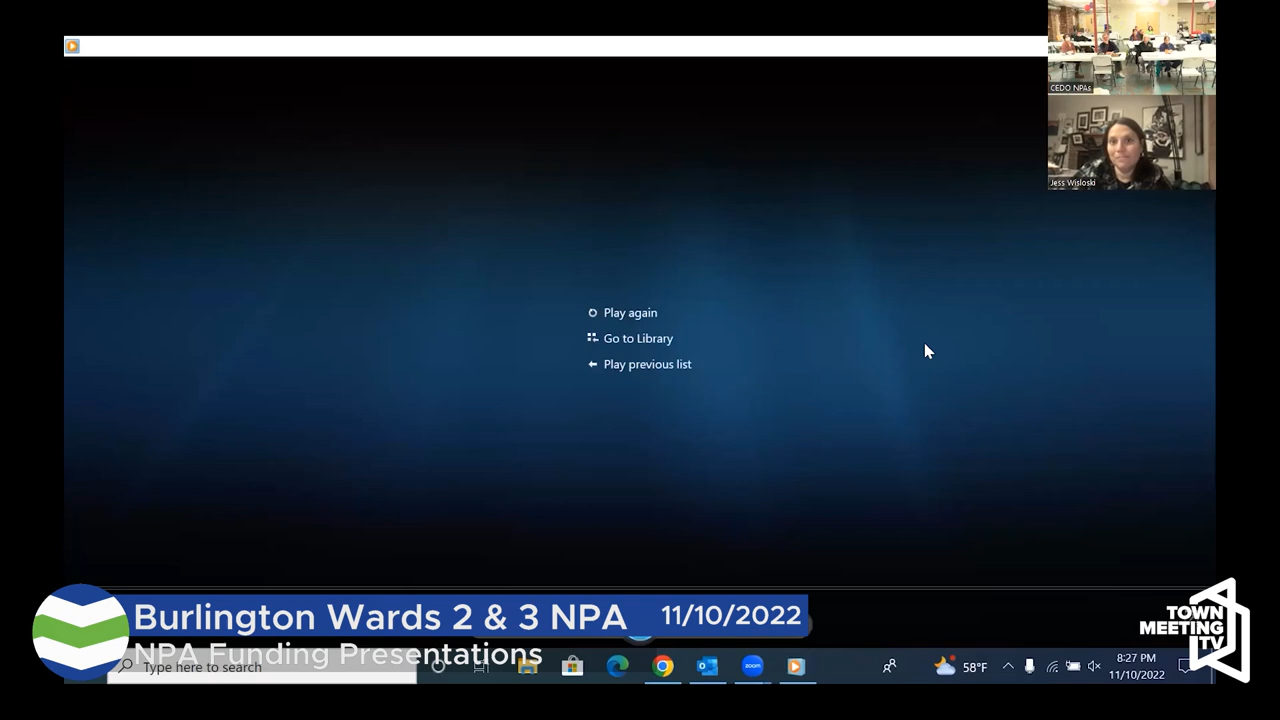 CEDO NPAs
Jess Wisloski
Play again
Go to Library
Play previous list
Burlington Wards 2 & 3 NPA 11/10/2022
NPA Funding Presentations
Type here to search
zoom
58°F
8:27 PM
11/10/2022
TOWN
MEETING
TV